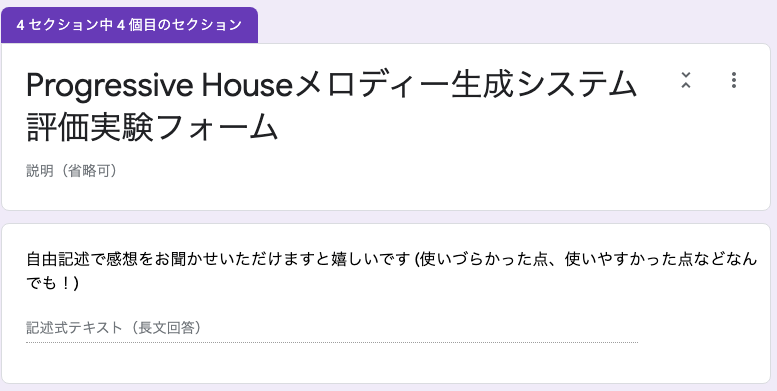 4 セクション中 4 個目のセクション
Progressive Houseメロディー生成システム
評価実験フォーム
説明（省略可）
自由記述で感想をお聞かせいただけますと嬉しいです (使いづらかった点、使いやすかった点などなん
でも！)
記述式テキスト（長文回答）